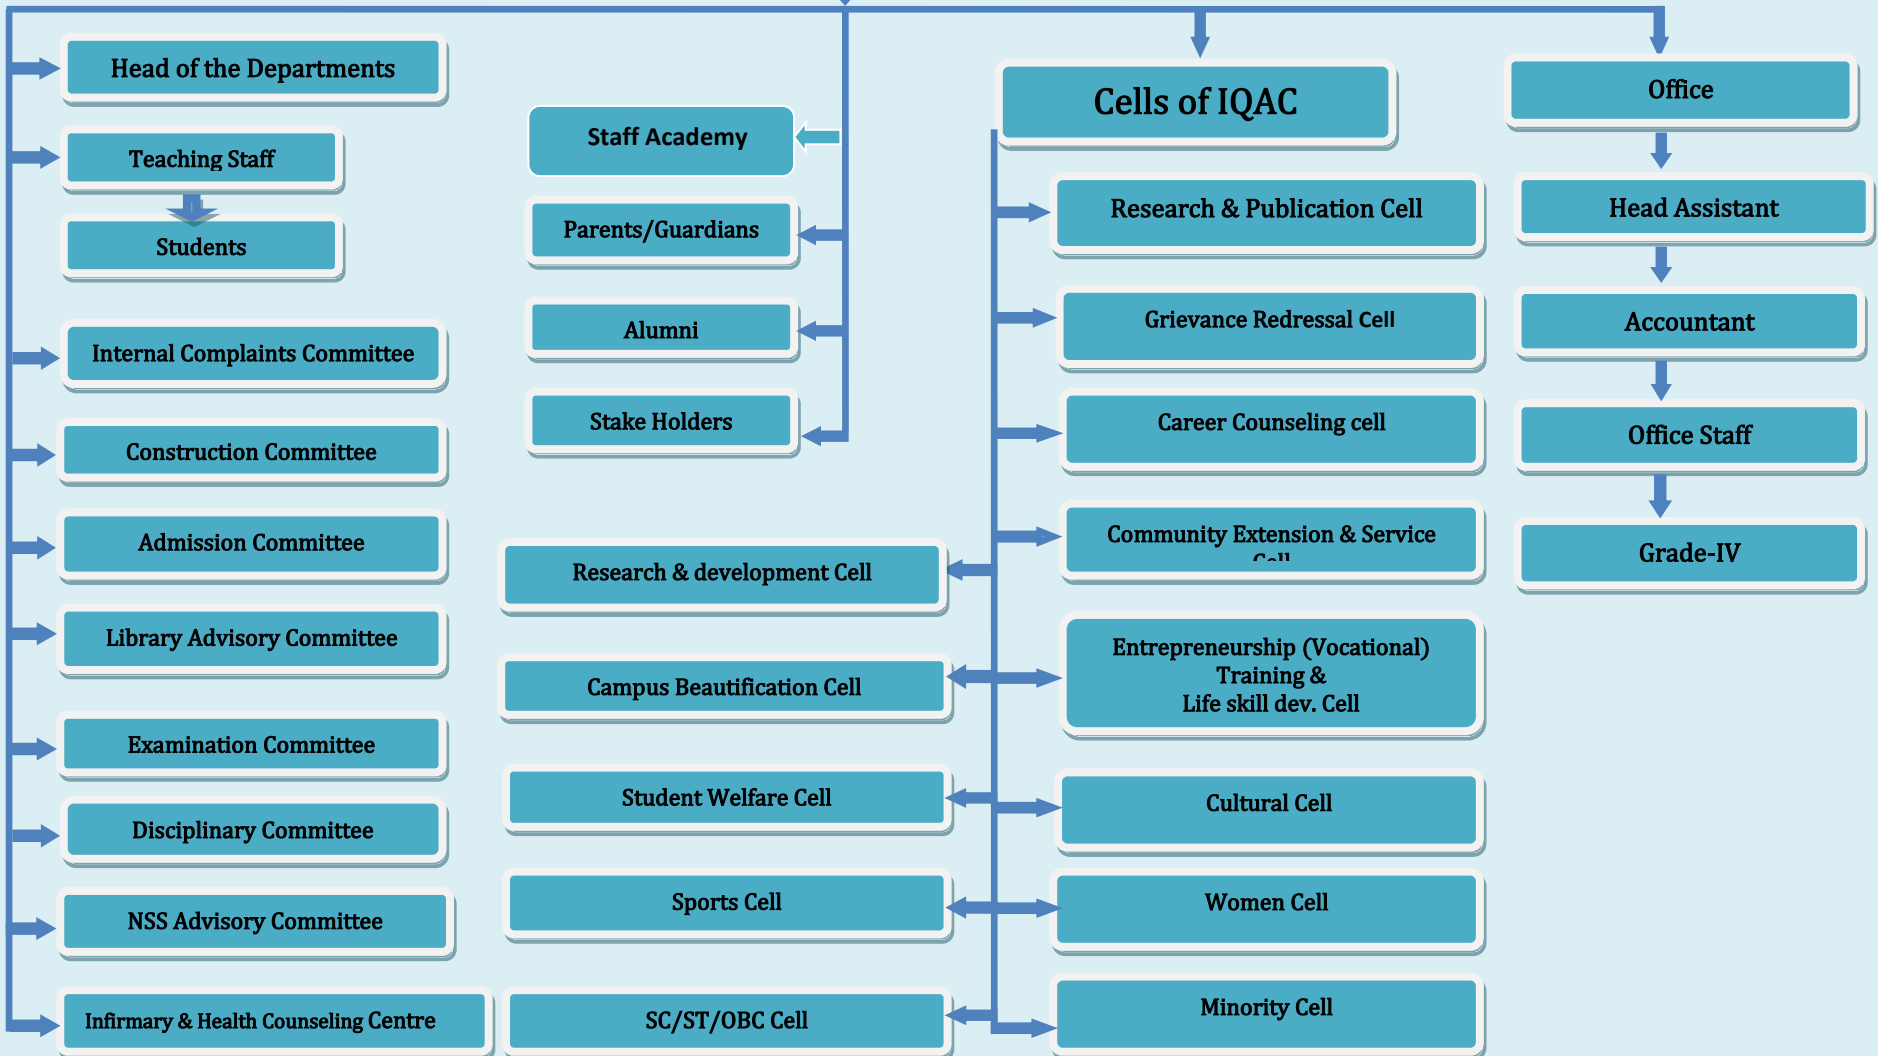 Head of the Departments
Teaching Staff
Students
Internal Complaints Committee
Construction Committee
Admission Committee
Library Advisory Committee
Examination Committee
Disciplinary Committee
NSS Advisory Committee
Infirmary & Health Counseling Centre
Staff Academy
Parents/Guardians
Alumni
Stake Holders
Research & development Cell
Campus Beautification Cell
Student Welfare Cell
Sports Cell
SC/ST/OBC Cell
Cells of IQAC
Research & Publication Cell
Grievance Redressal Cell
Career Counseling cell
Community Extension & Service
Cell
Entrepreneurship (Vocational)
Training &
Life skill dev. Cell
Cultural Cell
Women Cell
Minority Cell
Office
Head Assistant
Accountant
Office Staff
Grade-IV